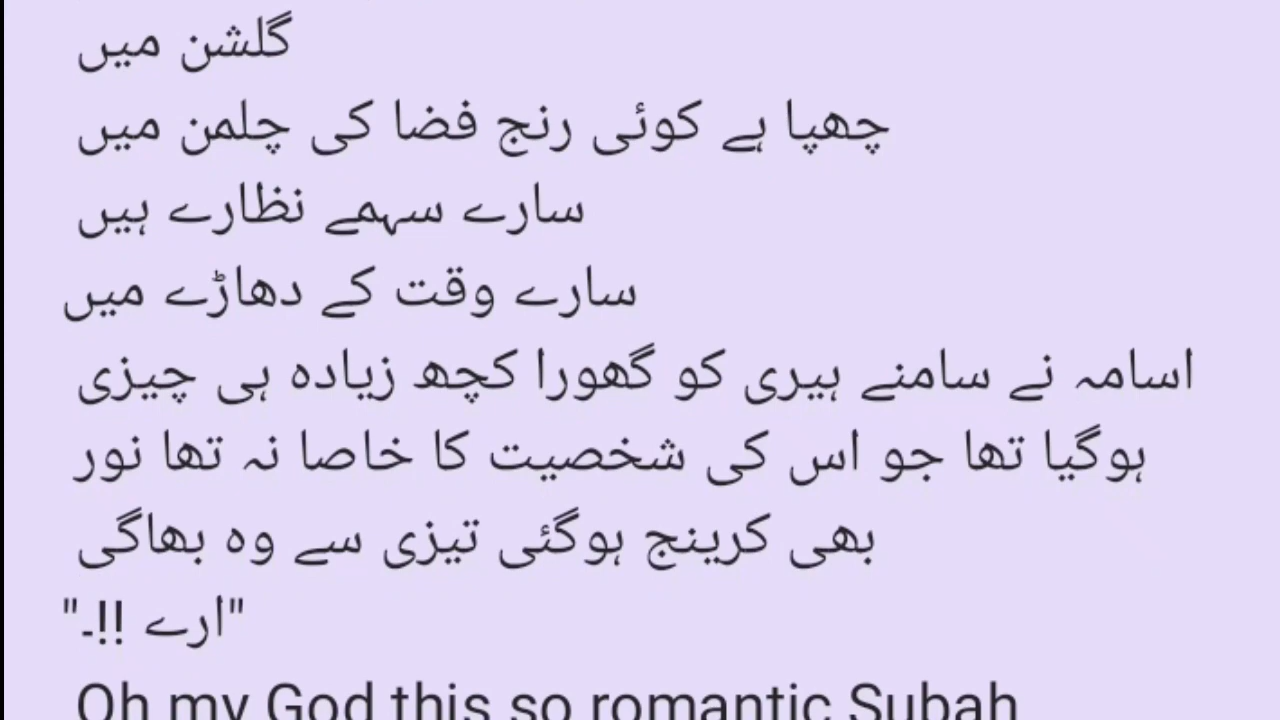 گلشن میں
چھپا ہے کوئی رنج فضا کی چلمن میں
سارے سہمے نظارے ہیں
سارے وقت کے دھاڑے میں
اسامہ نے سامنے ہیری کو گھورا کچھ زیادہ ہی چیزی
ہوگیا تھا جو اس کی شخصیت کا خاصا نہ تھا نور
بھی کرینج ہوگئی تیزی سے وہ بھاگی
"ارے !!۔"
Oh my God this so romantic Subah